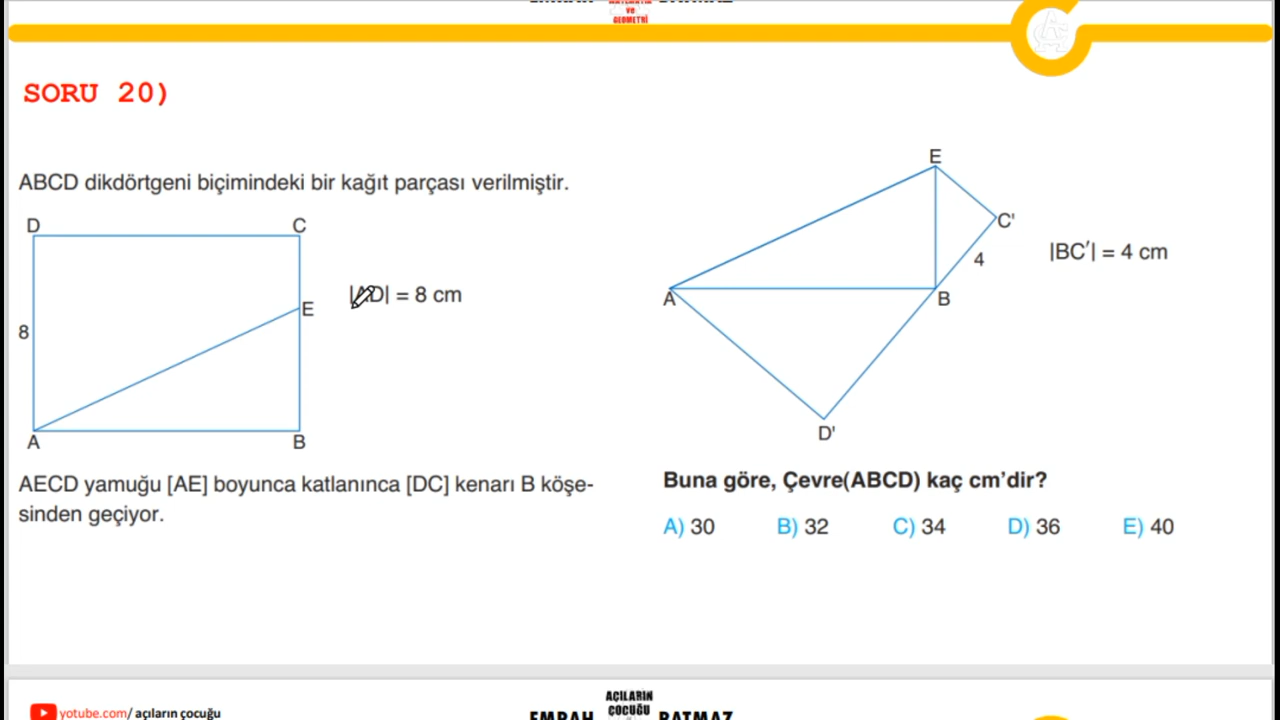 ve
GEOMETRİ
SORU 20)
ABCD dikdörtgeni biçimindeki bir kağıt parçası verilmiştir.
D
C
E
8
A
B
|AD| = 8 cm
AECD yamuğu [AE] boyunca katlanınca [DC] kenarı B köşe-
sinden geçiyor.
E
C'
4
A
B
D'
|BC'| = 4 cm
Buna göre, Çevre(ABCD) kaç cm'dir?
A) 30 B) 32 C) 34 D) 36 E) 40
yotube.com/ açıların çocuğu
AÇILARIN
ÇOCUĞU
EMRAH BATMAZ